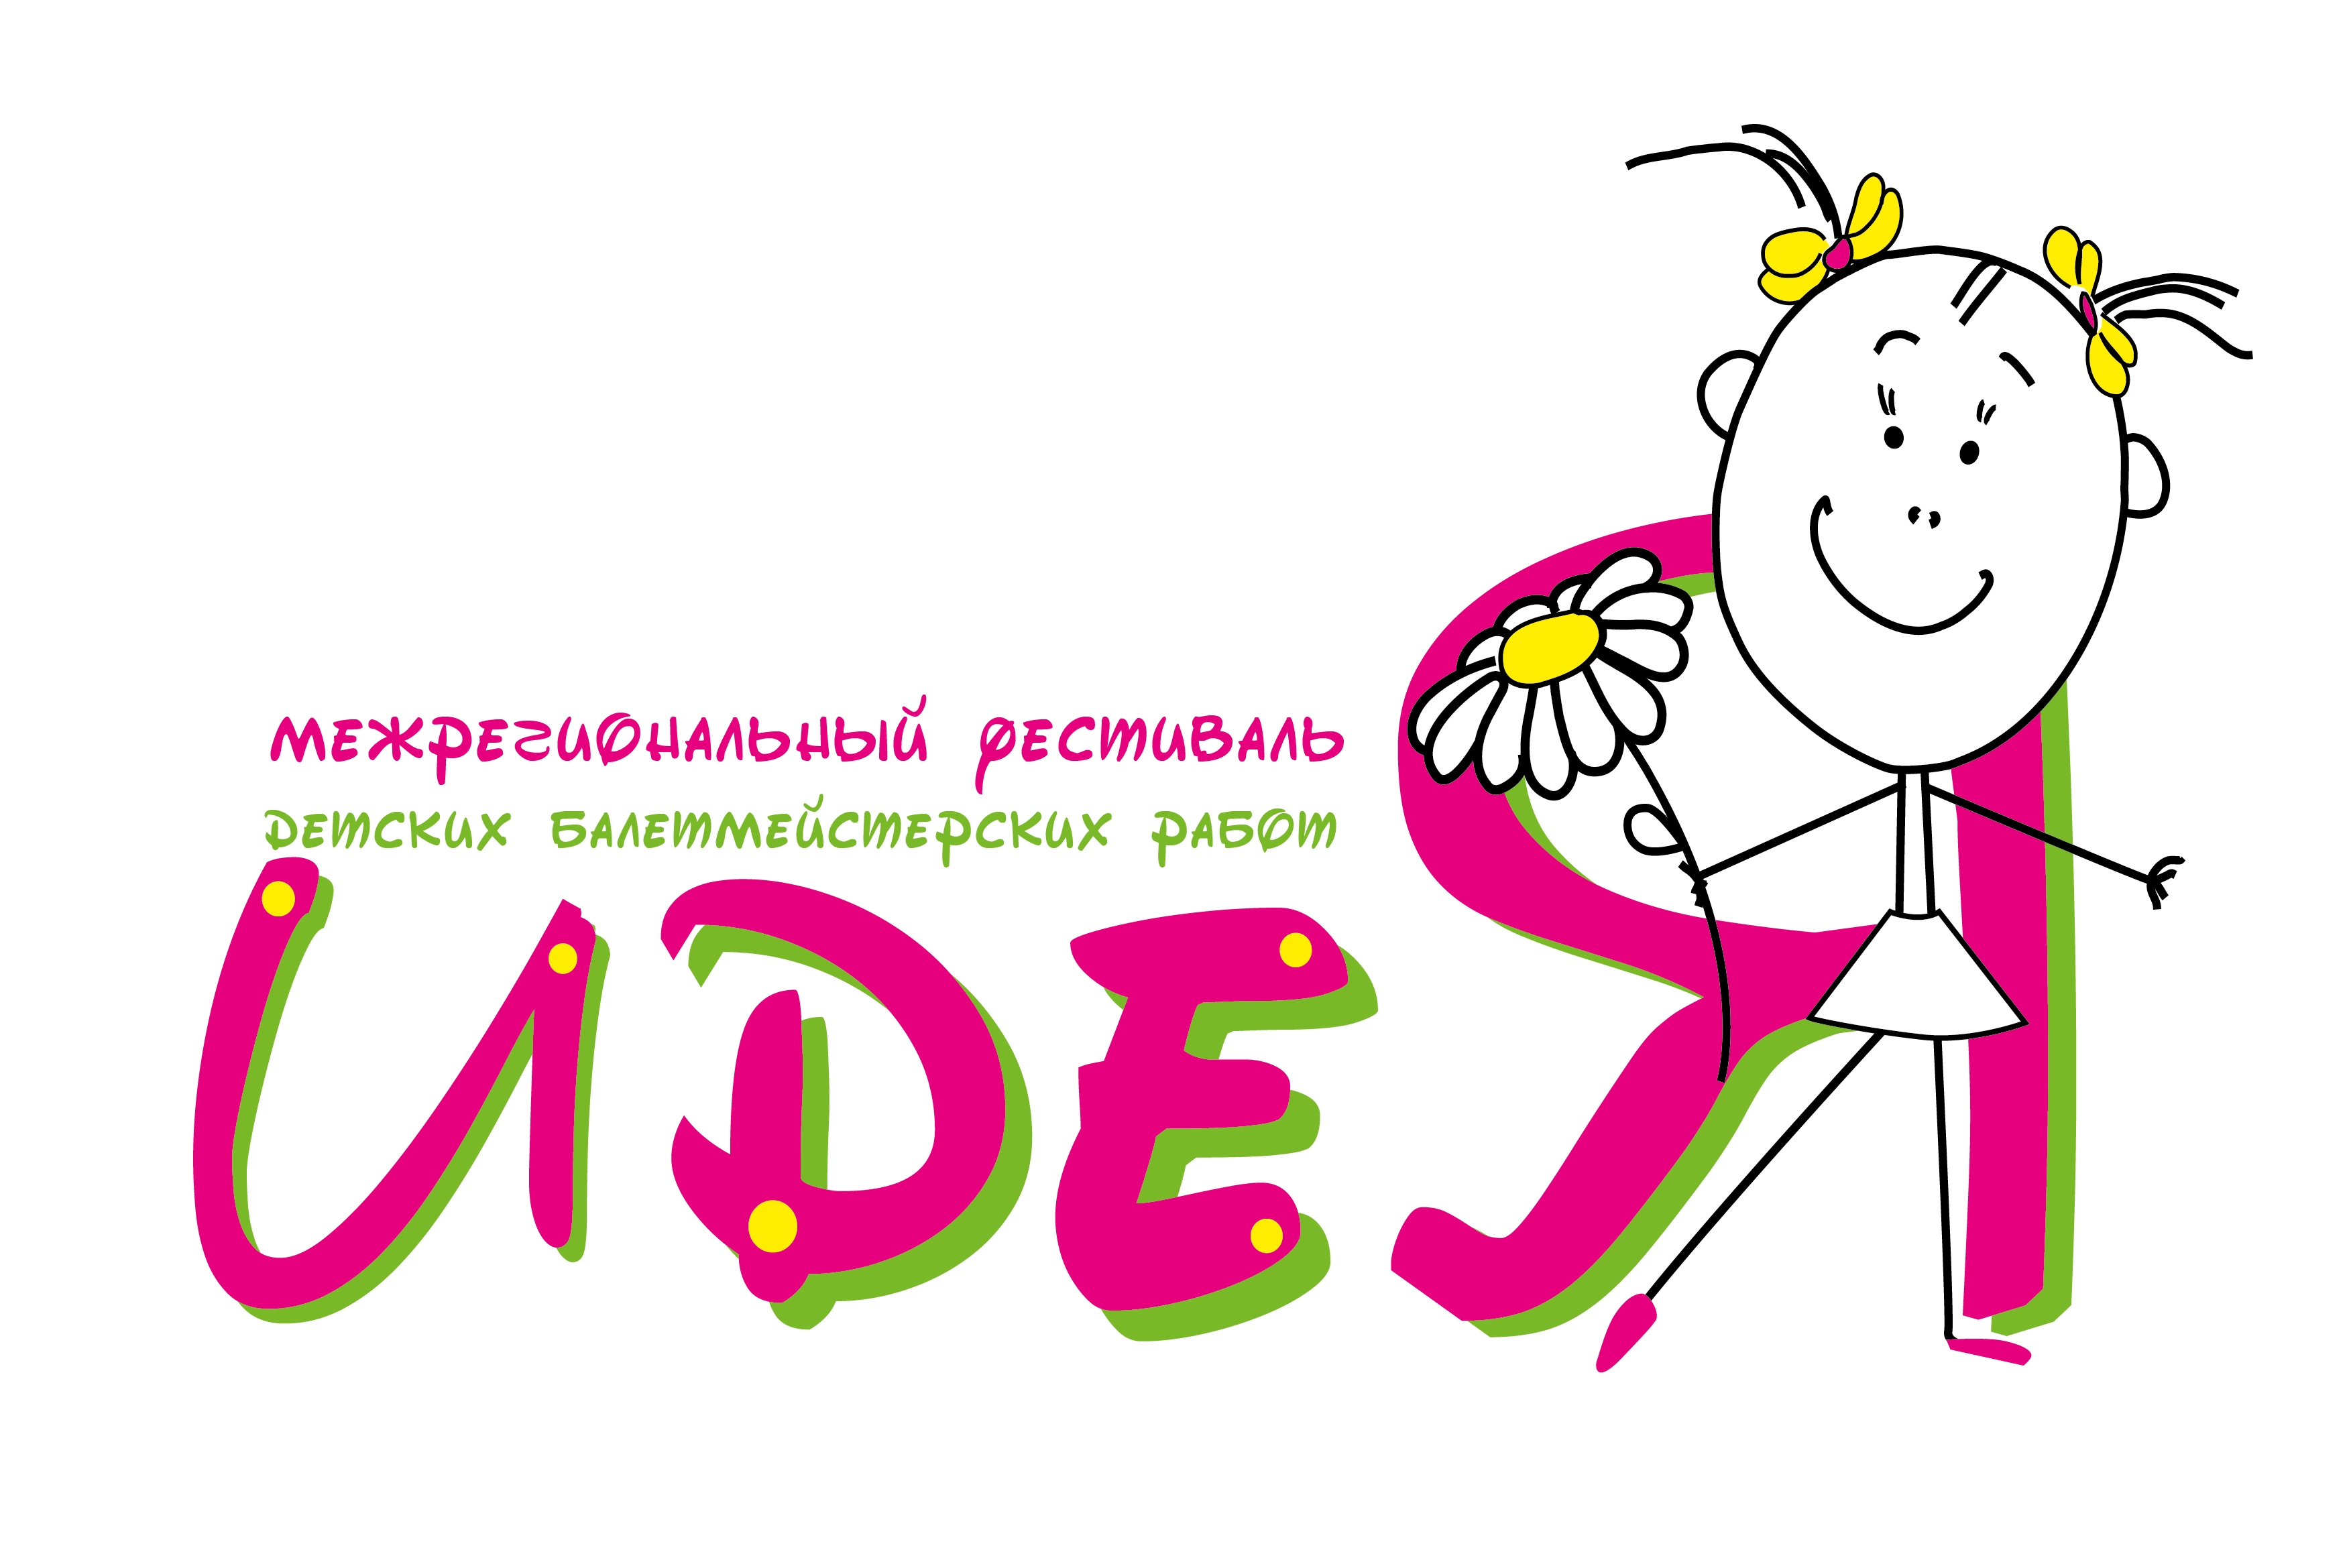 МЕЖРЕГИОНАЛЬНЫЙ ФЕСТИВАЛЬ
ДЕТСКИХ БАЛЕТМЕЙСТЕРСКИХ РАБОТ
ИДЕЯ